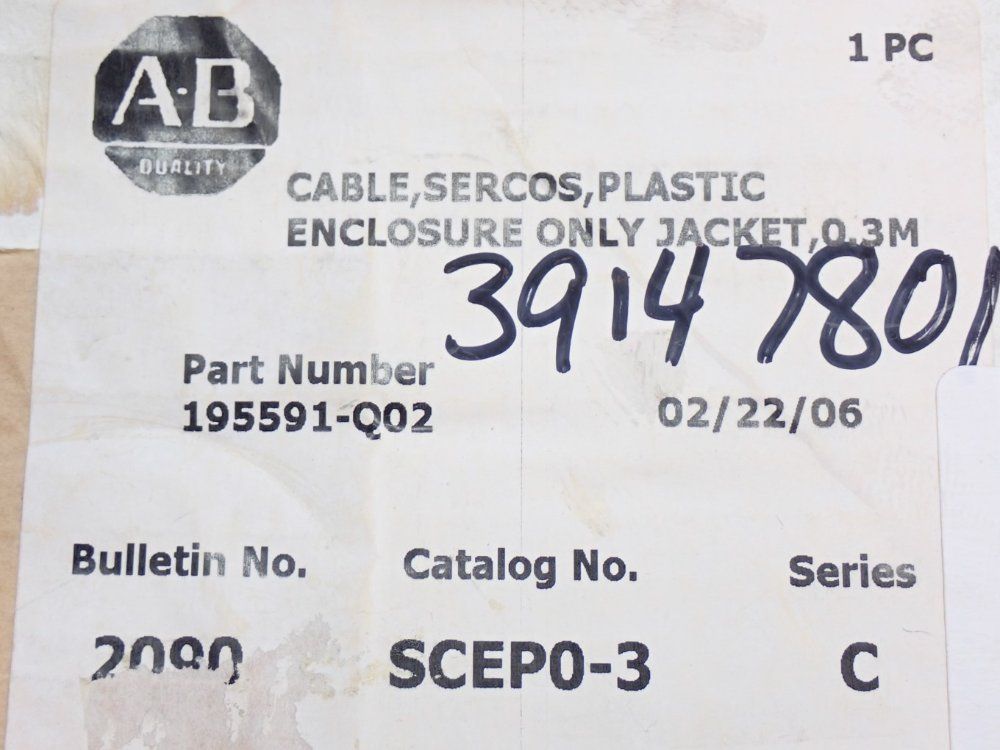 A-B
QUALITY
1 PC
CABLE,SERCOS,PLASTIC
ENCLOSURE ONLY JACKET,0.3M
3914780
Part Number
195591-Q02
02/22/06
Bulletin No.
Catalog No.
Series
2090
SCEP0-3
C